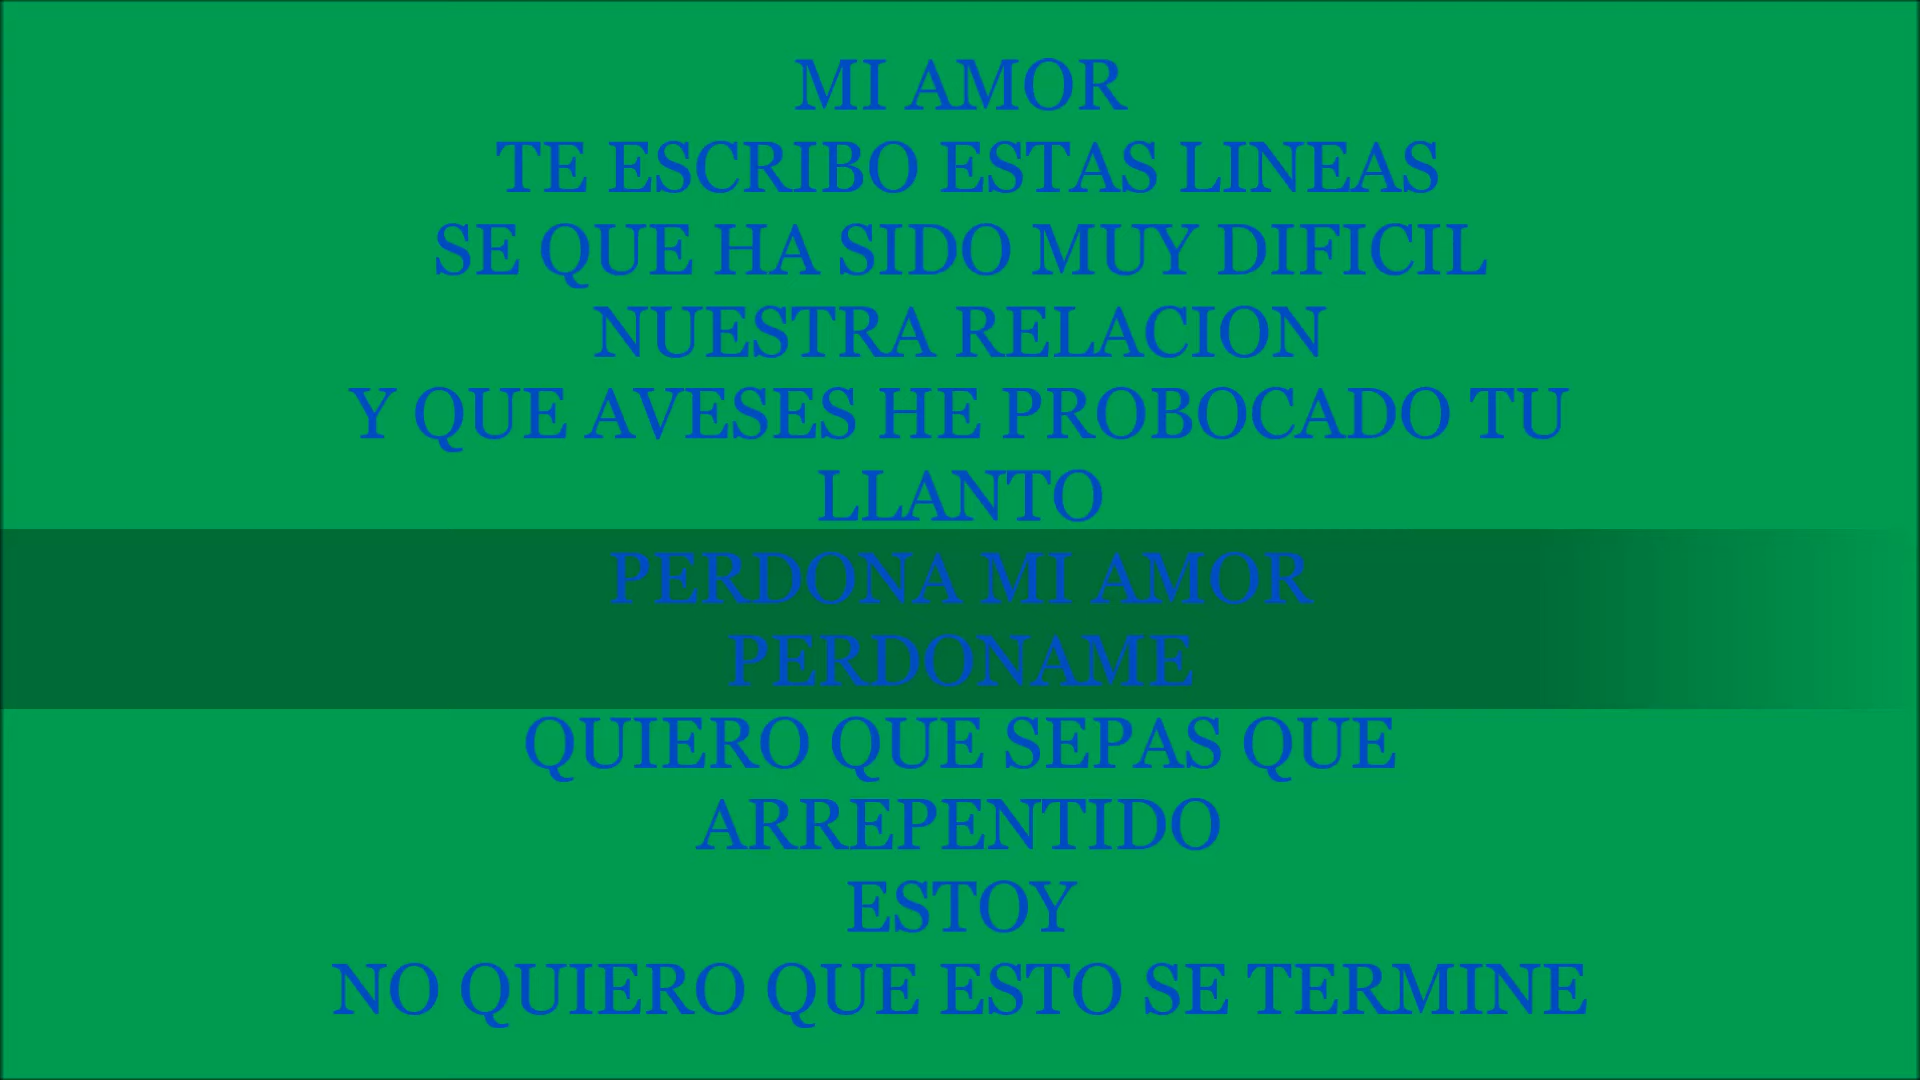 MI AMOR
TE ESCRIBO ESTAS LINEAS
SE QUE HA SIDO MUY DIFICIL
NUESTRA RELACION
Y QUE AVESES HE PROBOCADO TU
LLANTO
PERDONA MI AMOR
PERDONAME
QUIERO QUE SEPAS QUE
ARREPENTIDO
ESTOY
NO QUIERO QUE ESTO SE TERMINE